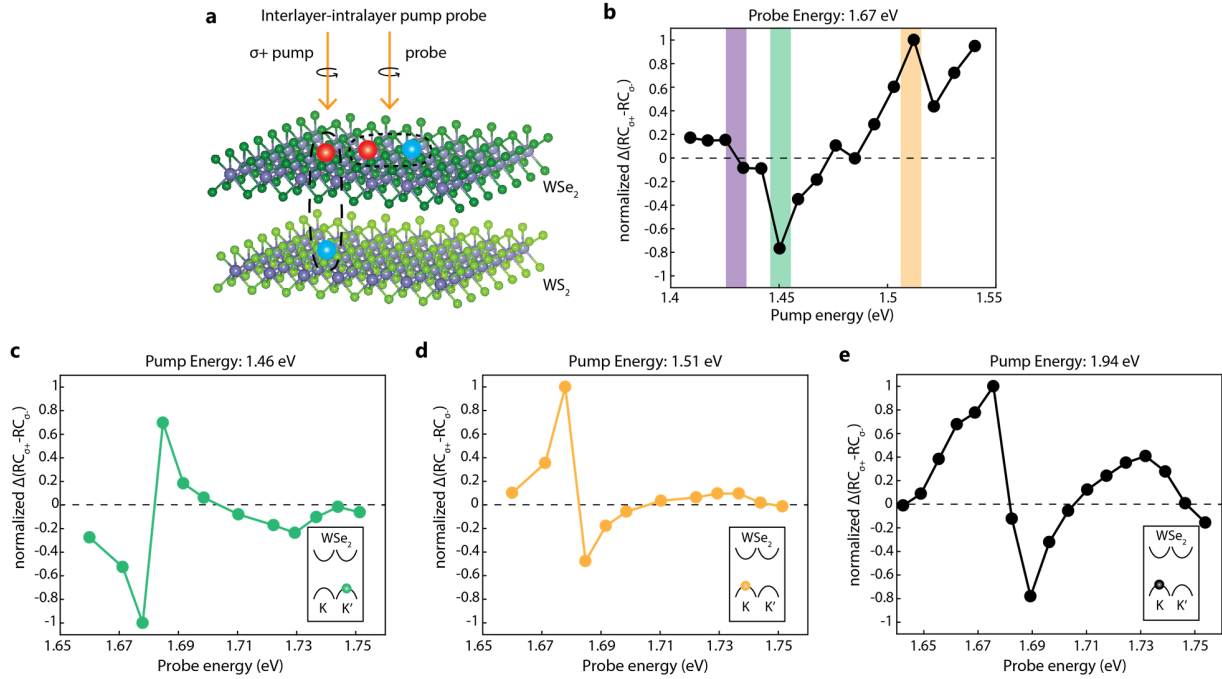 a
Interlayer-intralayer pump probe
σ+ pump
probe
WSe₂
WS₂
b
Probe Energy: 1.67 eV
normalized Δ(RCσ+-RCσ-)
1
0.8
0.6
0.4
0.2
0
-0.2
-0.4
-0.6
-0.8
-1
1.4
1.45
1.5
1.55
Pump energy (eV)
c
Pump Energy: 1.46 eV
normalized Δ(RCσ+-RCσ-)
1
0.8
0.6
0.4
0.2
0
-0.2
-0.4
-0.6
-0.8
-1
WSe₂
K
K’
1.65
1.67
1.69
1.71
1.73
1.75
Probe energy (eV)
d
Pump Energy: 1.51 eV
normalized Δ(RCσ+-RCσ-)
1
0.8
0.6
0.4
0.2
0
-0.2
-0.4
-0.6
-0.8
-1
WSe₂
K
K’
1.65
1.67
1.69
1.71
1.73
1.75
Probe energy (eV)
e
Pump Energy: 1.94 eV
normalized Δ(RCσ+-RCσ-)
1
0.8
0.6
0.4
0.2
0
-0.2
-0.4
-0.6
-0.8
-1
WSe₂
K
K’
1.65
1.67
1.69
1.71
1.73
1.75
Probe energy (eV)